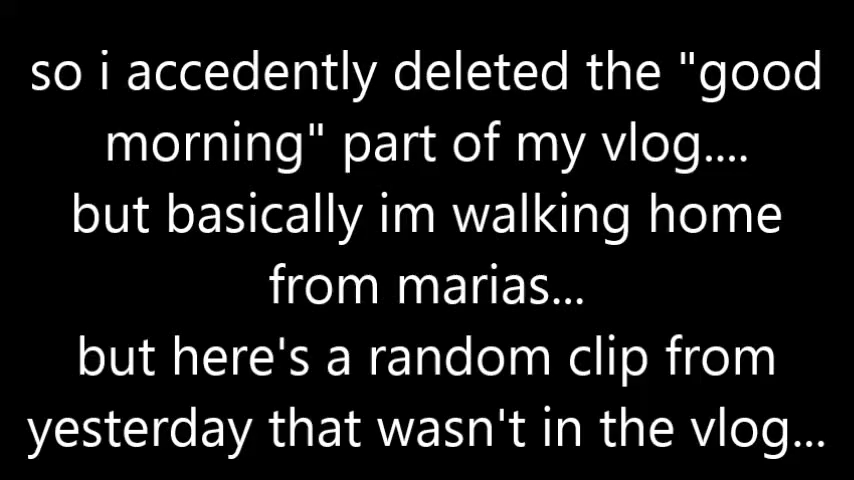 so i accedently deleted the "good
morning" part of my vlog....
but basically im walking home
from marias...
but here's a random clip from
yesterday that wasn't in the vlog...